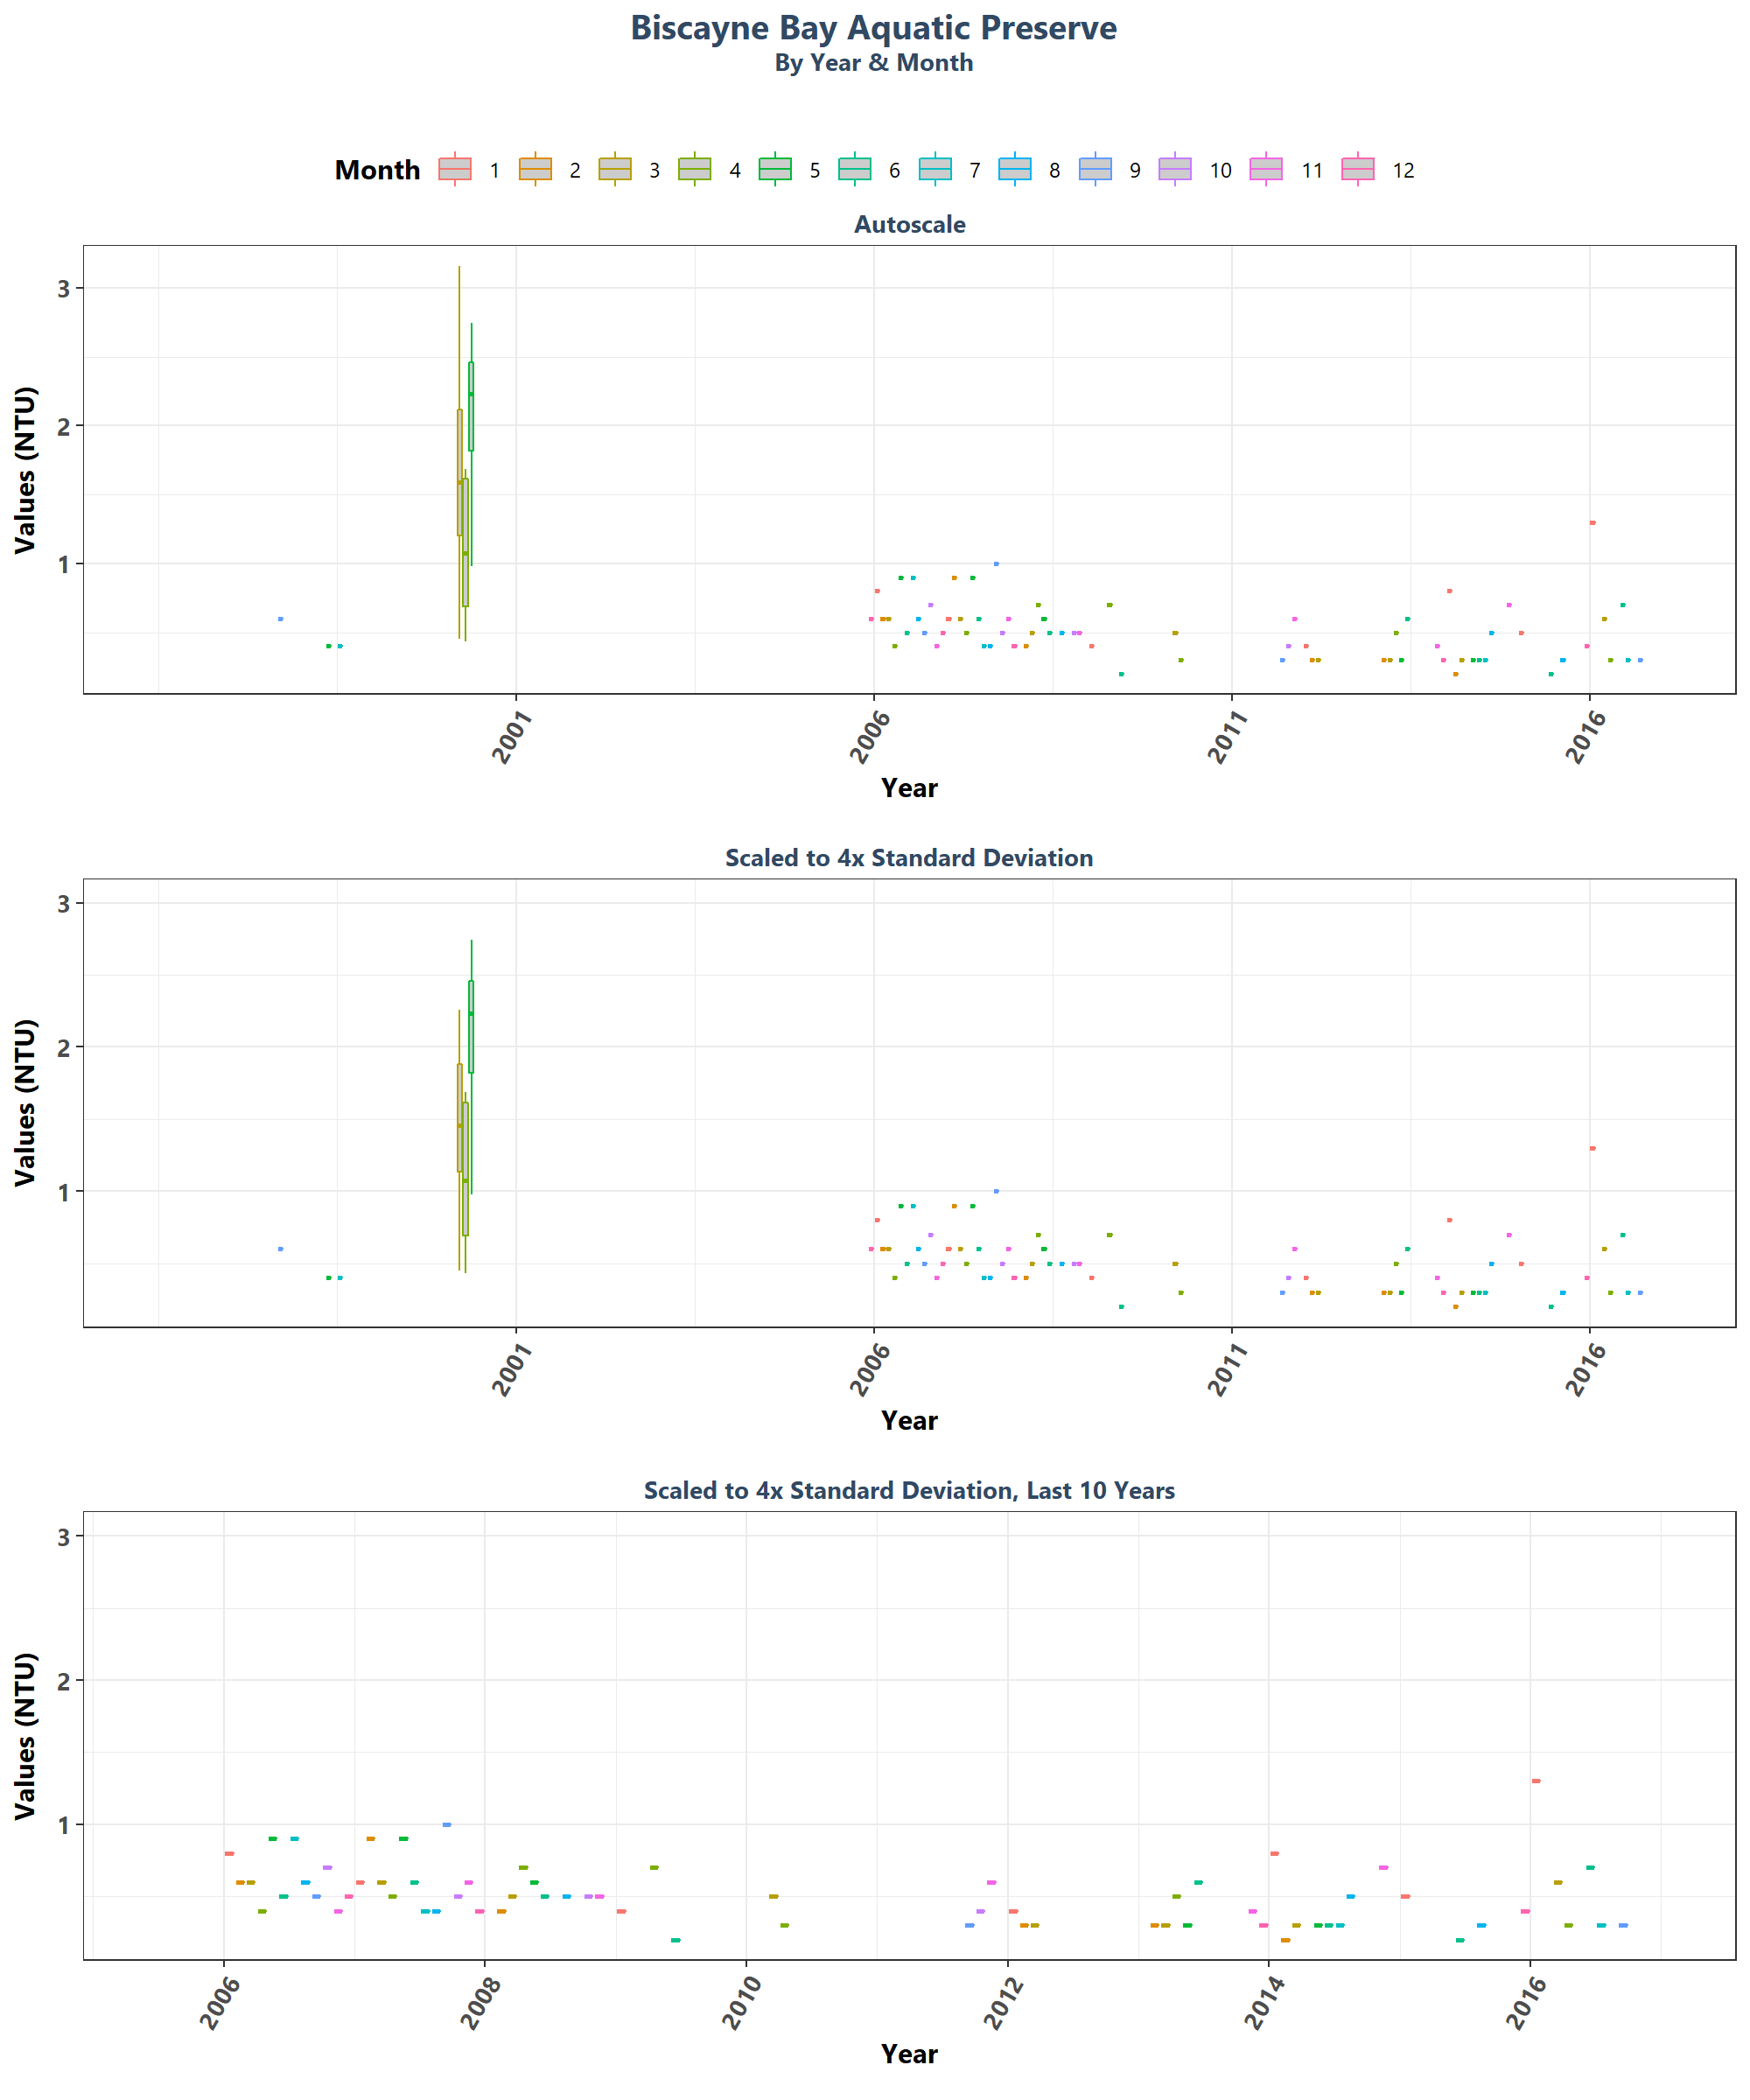 Biscayne Bay Aquatic Preserve
By Year & Month
Month 1 2 3 4 5 6 7 8 9 10 11 12
Autoscale
Values (NTU)
3
2
1
2001 2006 2011 2016
Year
Scaled to 4x Standard Deviation
Values (NTU)
3
2
1
2001 2006 2011 2016
Year
Scaled to 4x Standard Deviation, Last 10 Years
Values (NTU)
3
2
1
2006 2008 2010 2012 2014 2016
Year